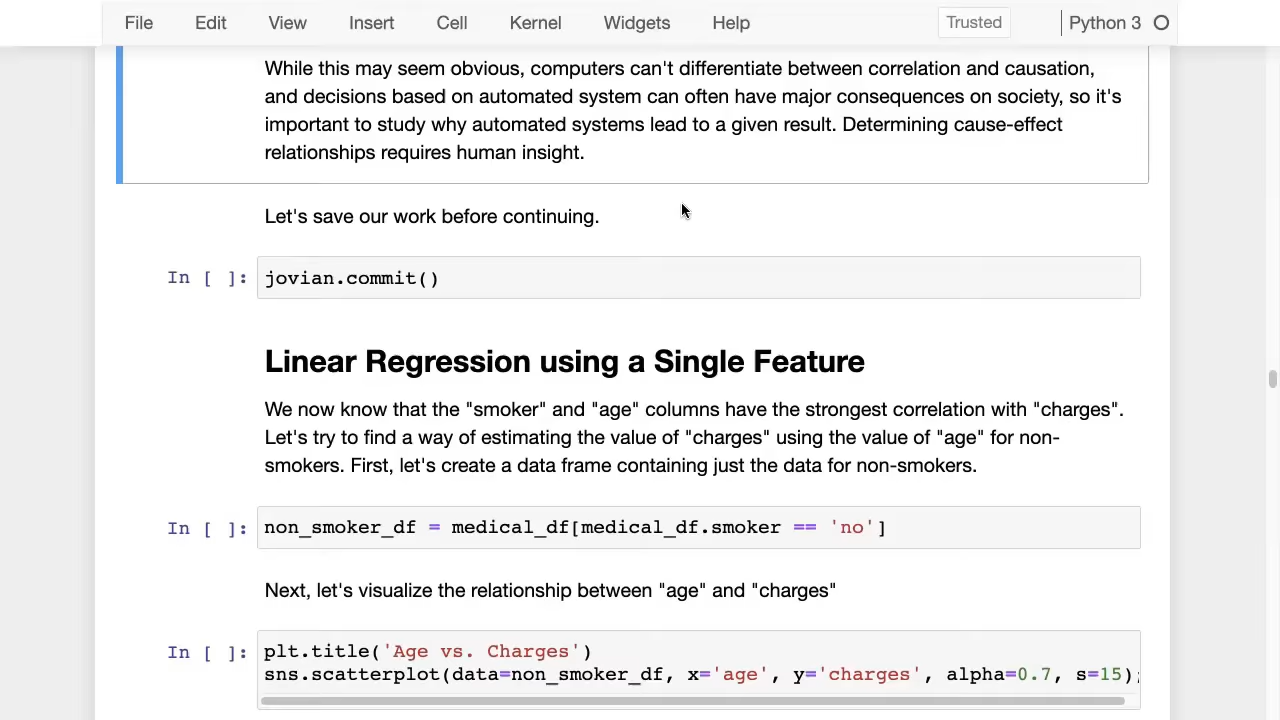 File Edit View Insert Cell Kernel Widgets Help Trusted Python 3
While this may seem obvious, computers can't differentiate between correlation and causation,
and decisions based on automated system can often have major consequences on society, so it's
important to study why automated systems lead to a given result. Determining cause-effect
relationships requires human insight.
Let's save our work before continuing.
In [ ]: jovian.commit()
Linear Regression using a Single Feature
We now know that the "smoker" and "age" columns have the strongest correlation with "charges".
Let's try to find a way of estimating the value of "charges" using the value of "age" for non-
smokers. First, let's create a data frame containing just the data for non-smokers.
In [ ]: non_smoker_df = medical_df[medical_df.smoker == 'no']
Next, let's visualize the relationship between "age" and "charges"
In [ ]: plt.title('Age vs. Charges')
sns.scatterplot(data=non_smoker_df, x='age', y='charges', alpha=0.7, s=15);